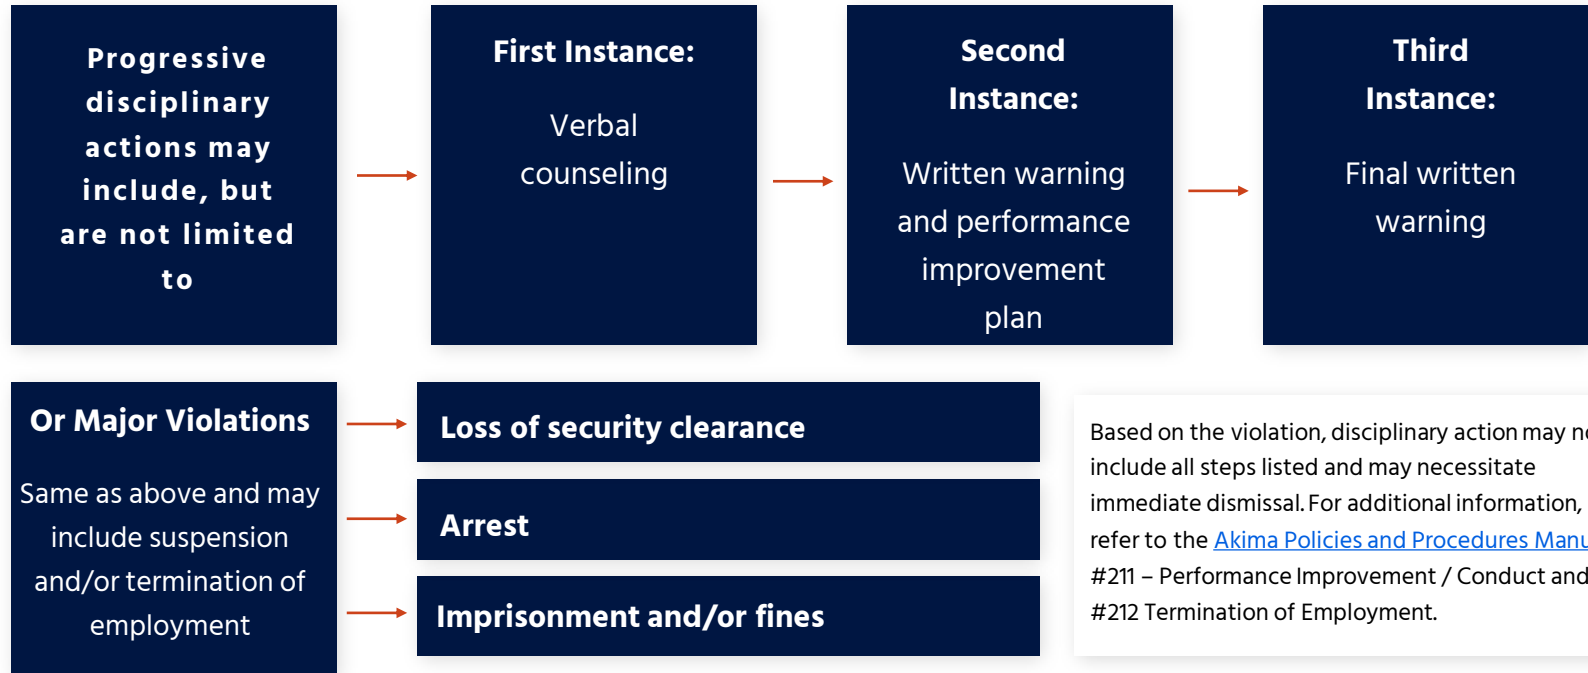 Progressive
disciplinary
actions may
include, but
are not limited
to
First Instance:
Verbal
counseling
Second
Instance:
Written warning
and performance
improvement
plan
Third
Instance:
Final written
warning
Or Major Violations
Same as above and may
include suspension
and/or termination of
employment
Loss of security clearance
Arrest
Imprisonment and/or fines
Based on the violation, disciplinary action may
include all steps listed and may necessitate
immediate dismissal. For additional information,
refer to the Akima Policies and Procedures
#211 – Performance Improvement / Conduct and
#212 Termination of Employment.